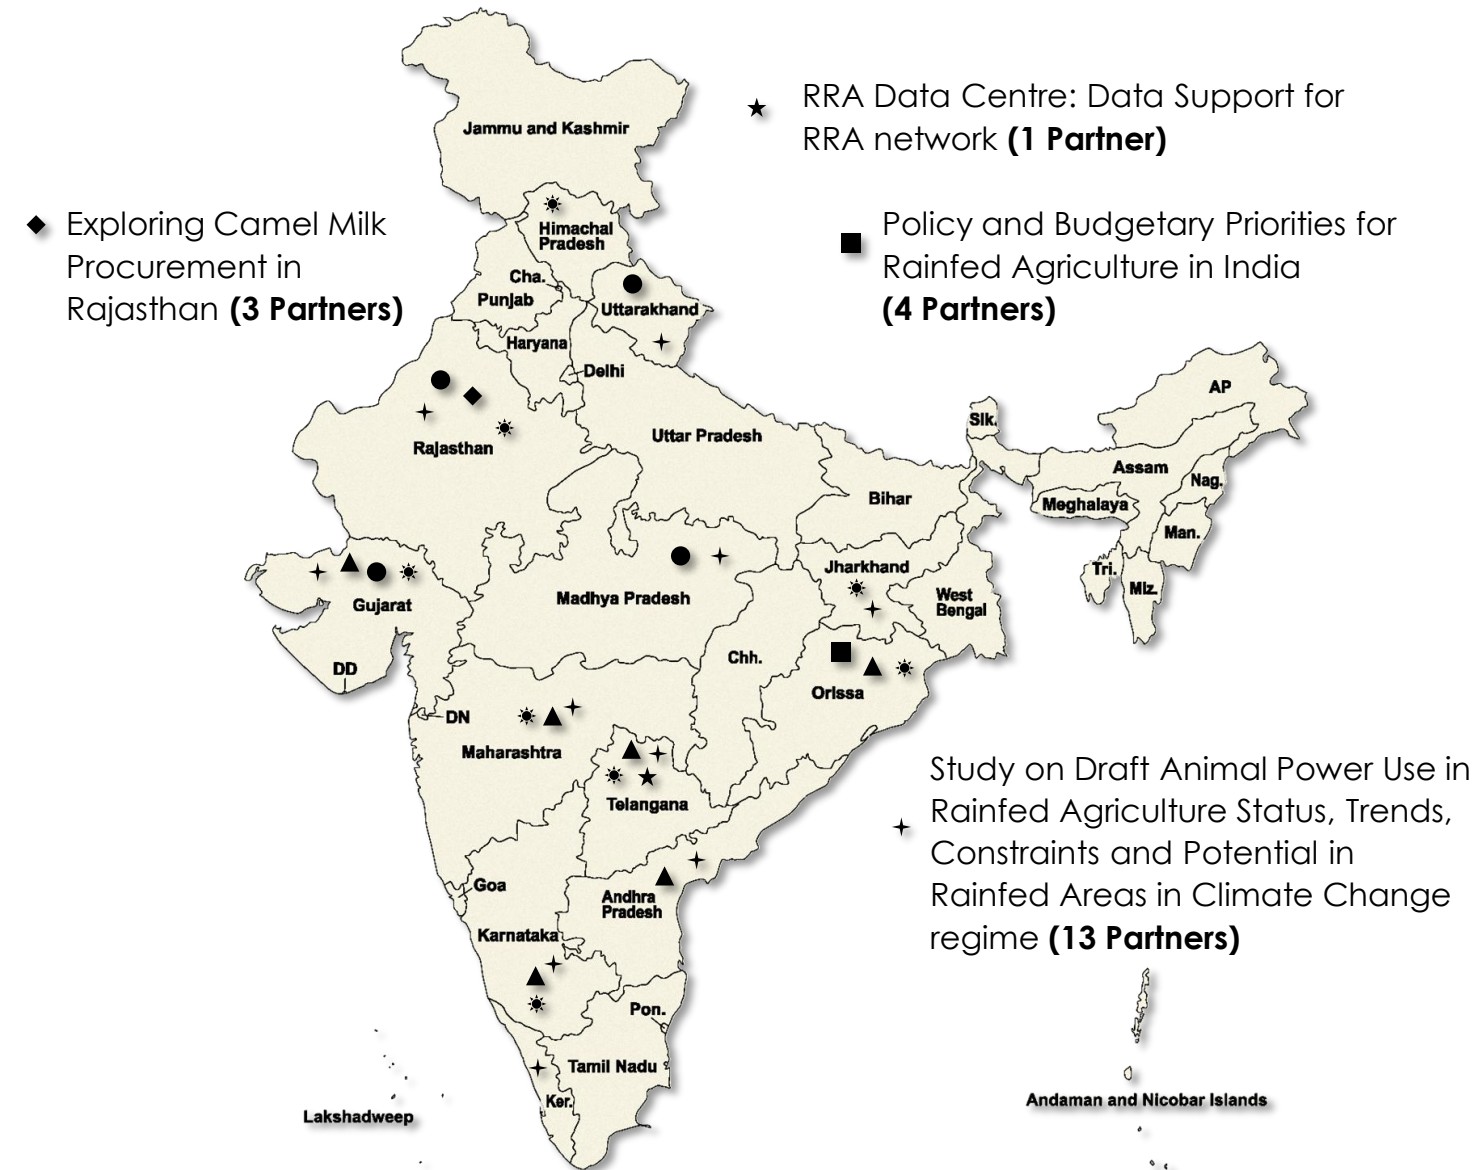 RRA Data Centre: Data Support for
RRA network (1 Partner)
Exploring Camel Milk
Procurement in
Rajasthan (3 Partners)
Policy and Budgetary Priorities for
Rainfed Agriculture in India
(4 Partners)
Jammu and Kashmir
Himachal
Pradesh
Cha.
Punjab
Uttarakhand
Haryana
Delhi
Rajasthan
Uttar Pradesh
Sik.
AP
Assam
Nag.
Bihar
Meghalaya
Man.
Jharkhand
Tri.
Miz.
West
Bengal
Gujarat
Madhya Pradesh
DD
Chh.
Orissa
DN
Maharashtra
Telangana
Study on Draft Animal Power Use in
Rainfed Agriculture Status, Trends,
Constraints and Potential in
Rainfed Areas in Climate Change
regime (13 Partners)
Goa
Andhra
Pradesh
Karnataka
Pon.
Tamil Nadu
Ker.
Lakshadweep
Andaman and Nicobar Islands